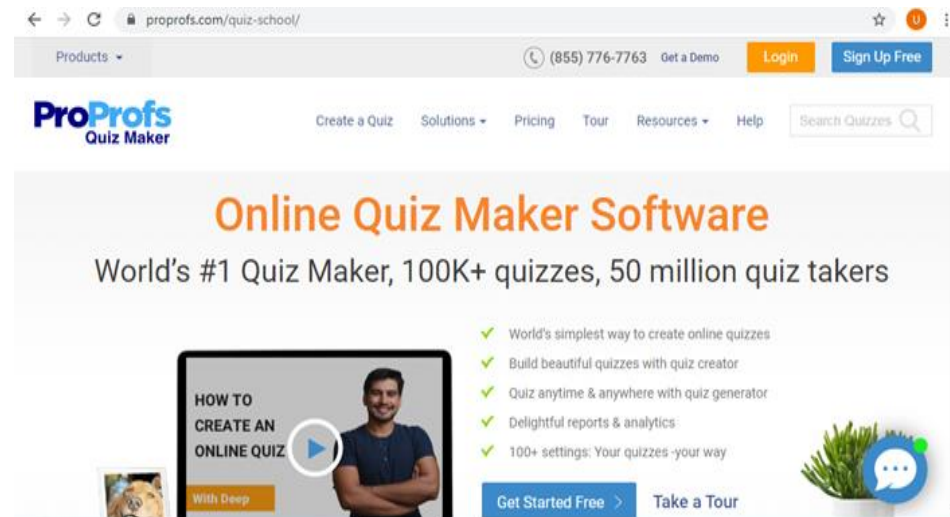 proprofs.com/quiz-school/
U
Products
(855) 776-7763 Get a Demo Login Sign Up Free
ProProfs
Quiz Maker
Create a Quiz Solutions Pricing Tour Resources Help Search Quizzes
Online Quiz Maker Software
World's #1 Quiz Maker, 100K+ quizzes, 50 million quiz takers
World's simplest way to create online quizzes
Build beautiful quizzes with quiz creator
Quiz anytime & anywhere with quiz generator
Delightful reports & analytics
100+ settings: Your quizzes -your way
HOW TO
CREATE AN
ONLINE QUIZ
With Deep
Get Started Free > Take a Tour